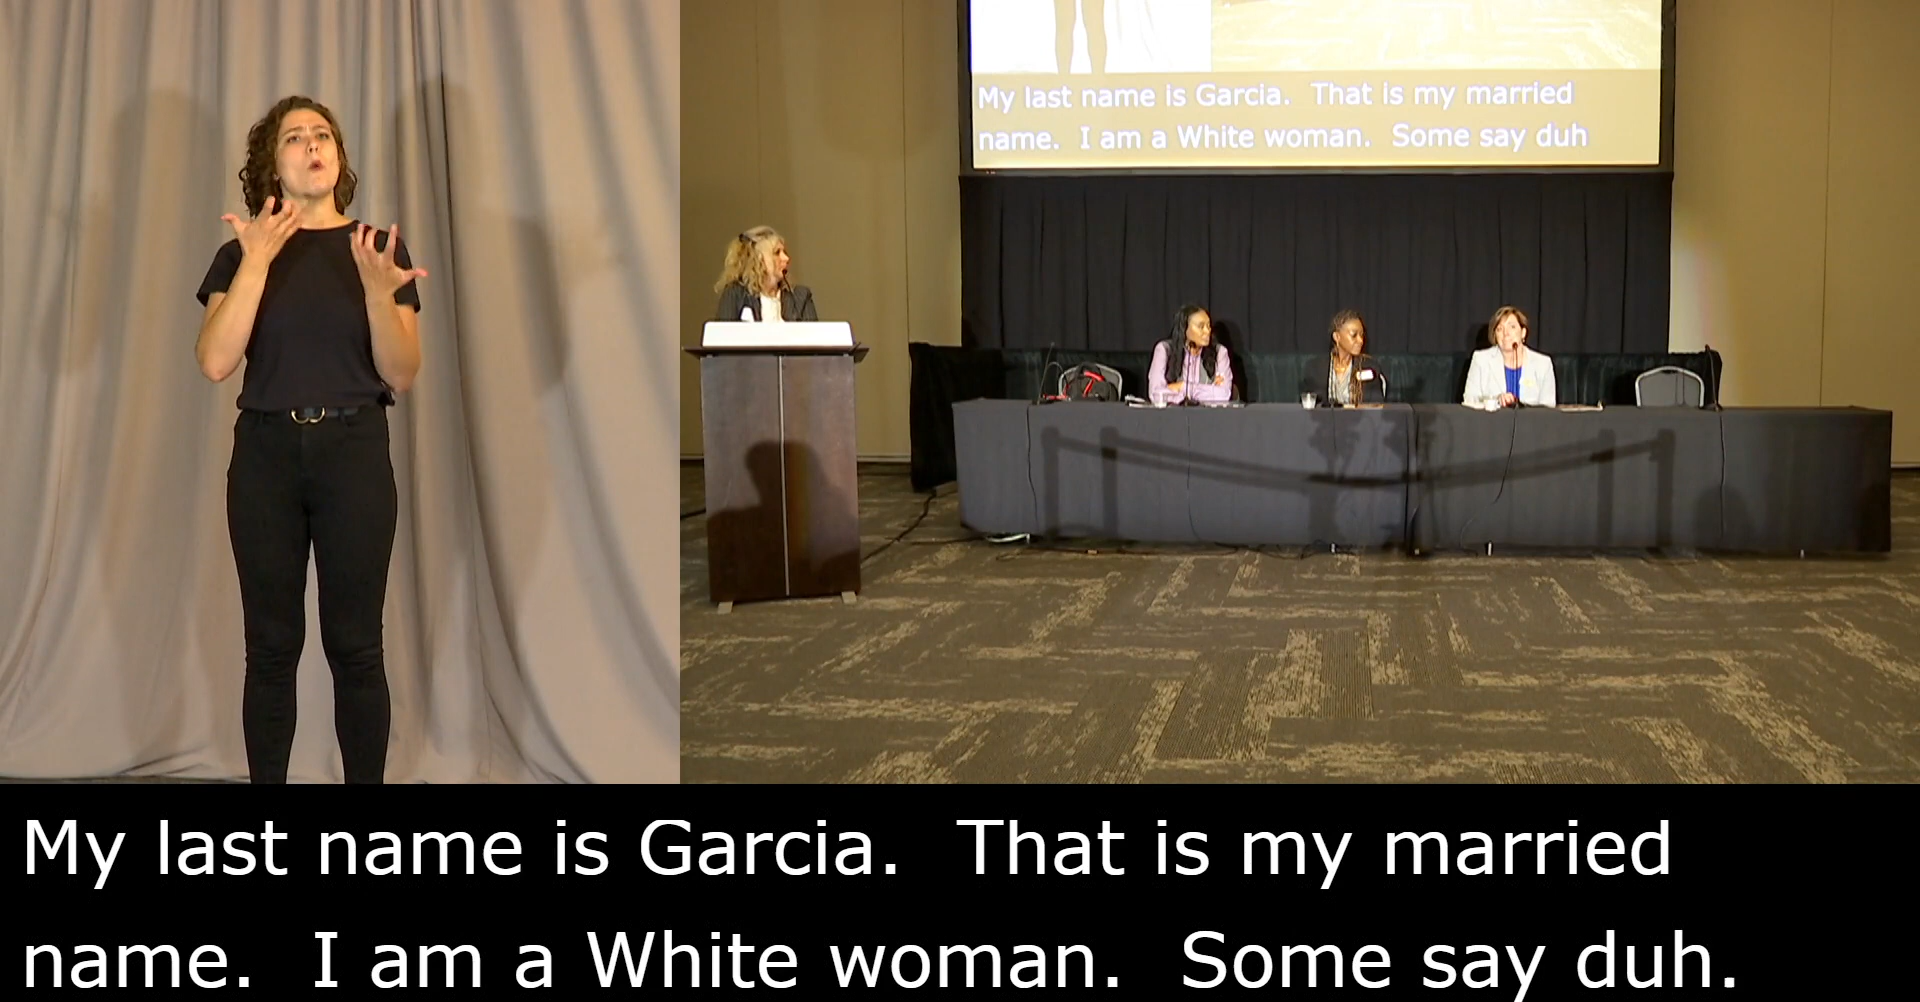 My last name is Garcia.  That is my married
name.  I am a White woman.  Some say duh
My last name is Garcia.  That is my married
name.  I am a White woman.  Some say duh.